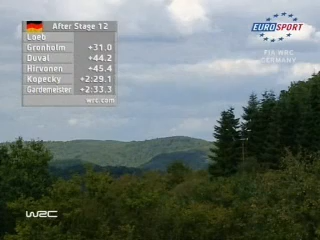 After Stage 12
Loeb
Gronholm +31.0
Duval +44.2
Hirvonen +45.4
Kopecky +2:29.1
Gardemeister +2:33.3
wrc.com
EUROSPORT
FIA WRC
GERMANY
WRC